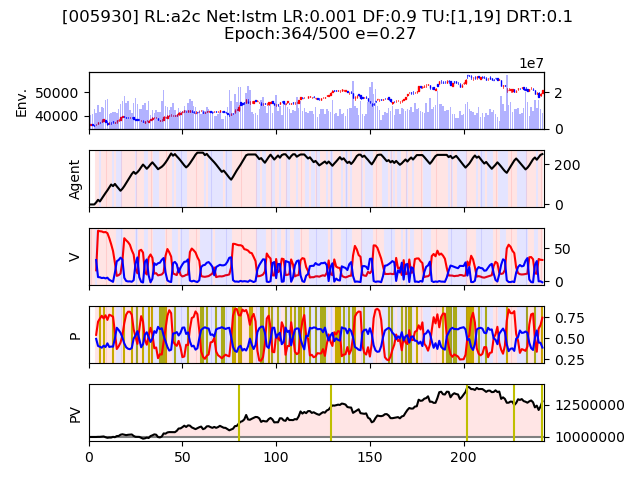 [005930] RL:a2c Net:lstm LR:0.001 DF:0.9 TU:[1,19] DRT:0.1
Epoch:364/500 e=0.27
1e7
Env.
50000
40000
2
0
Agent
200
0
V
50
0
P
0.75
0.50
0.25
PV
12500000
10000000
0 50 100 150 200